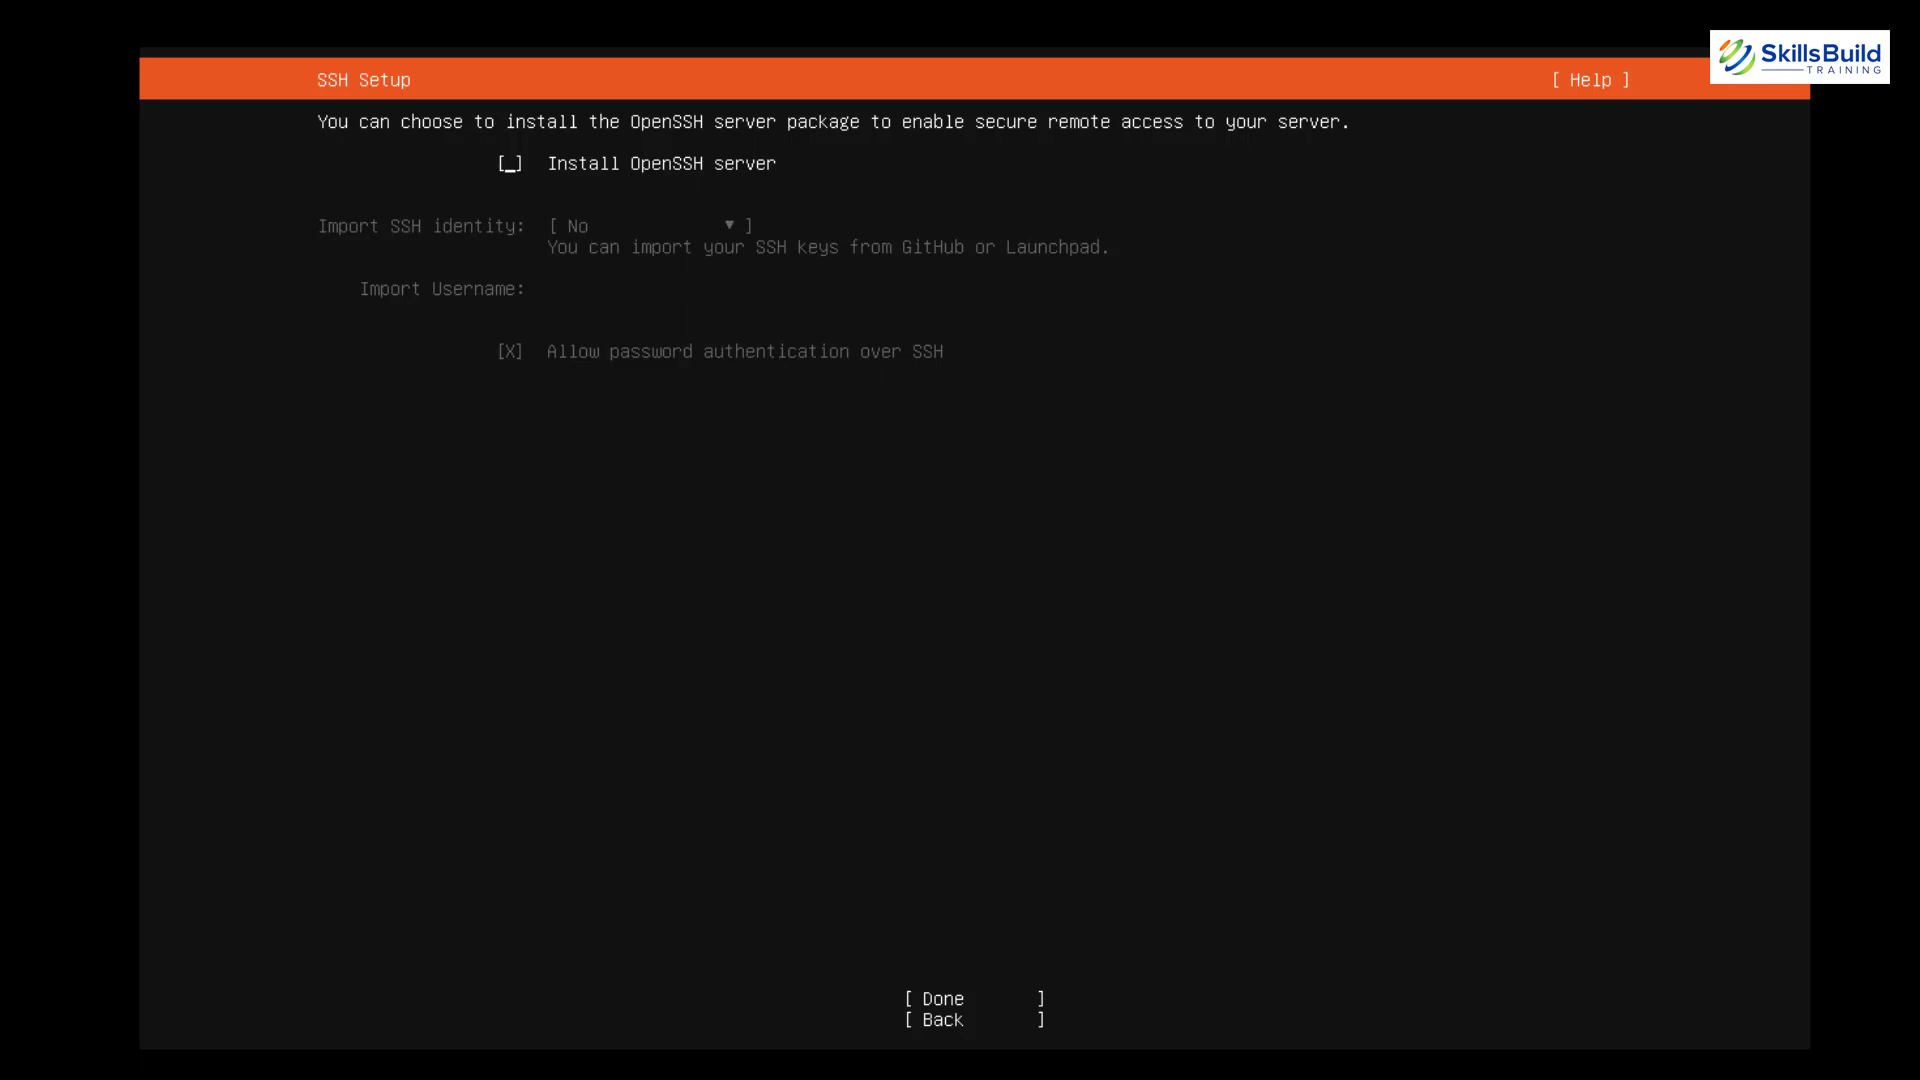 SkillsBuild
TRAINING
SSH Setup [ Help ]
You can choose to install the OpenSSH server package to enable secure remote access to your server.
[_] Install OpenSSH server
Import SSH identity: [ No ▼ ]
You can import your SSH keys from GitHub or Launchpad.
Import Username:
[X] Allow password authentication over SSH
[ Done ]
[ Back ]